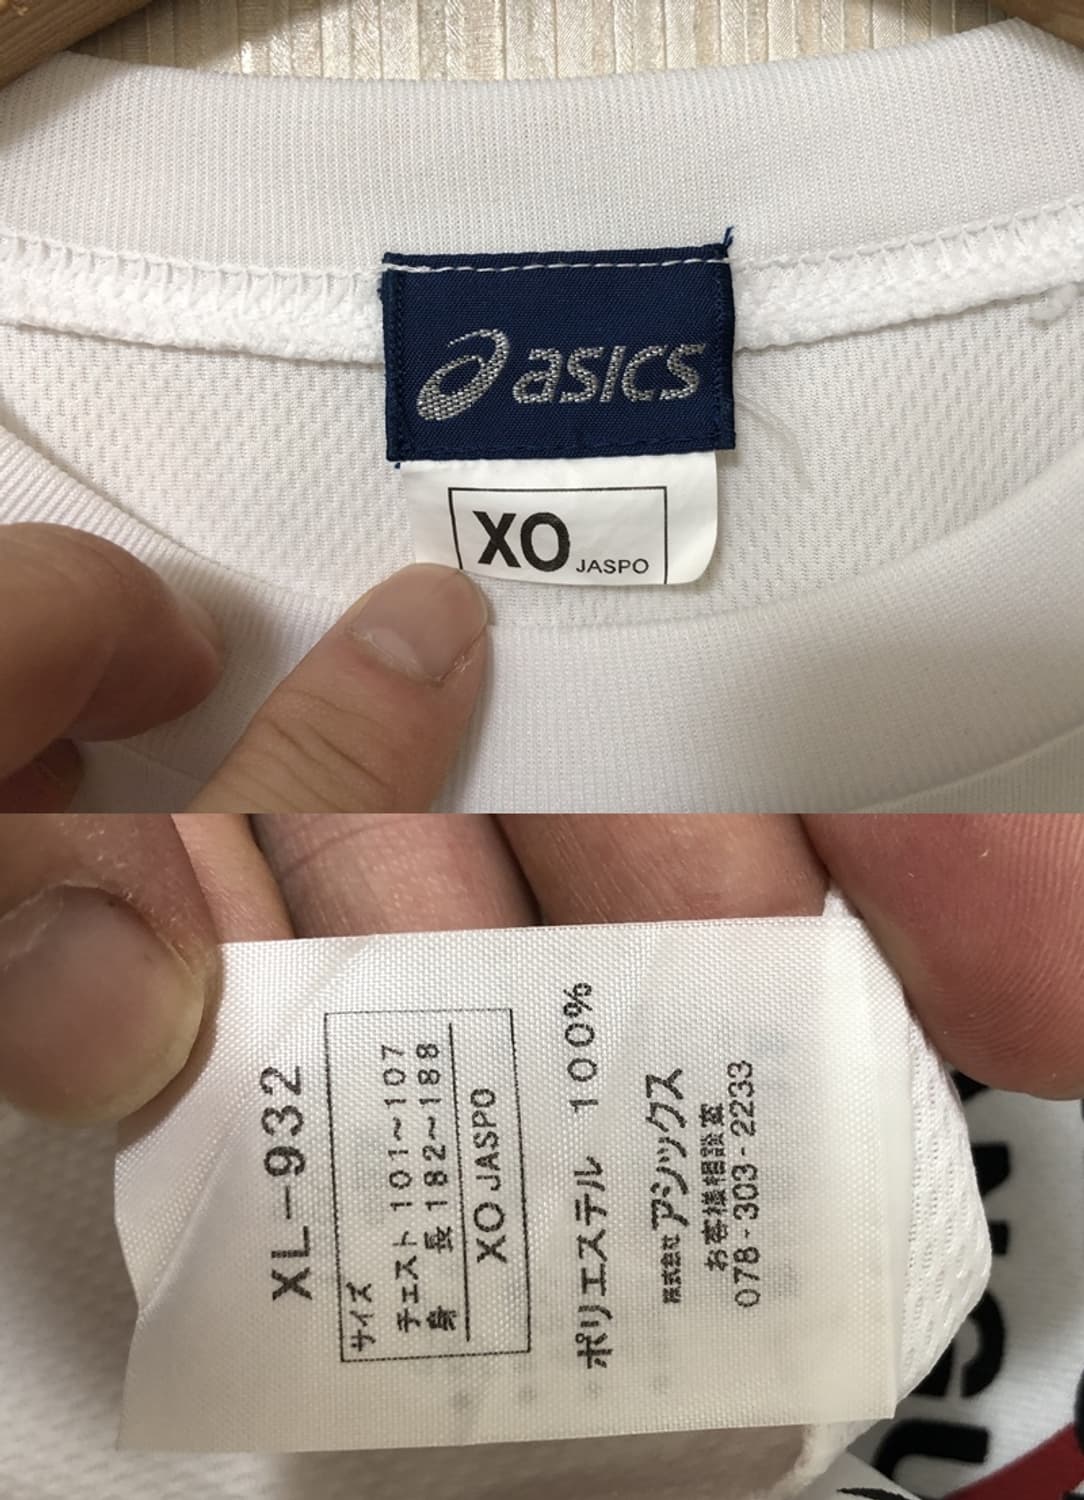 asics
XO JASPO
XL-932
サイズ
チェスト 101~107
身 長 182~188
XO JASPO
ポリエステル 100%
株式会社 アシックス
お客様相談室
078-303-2233